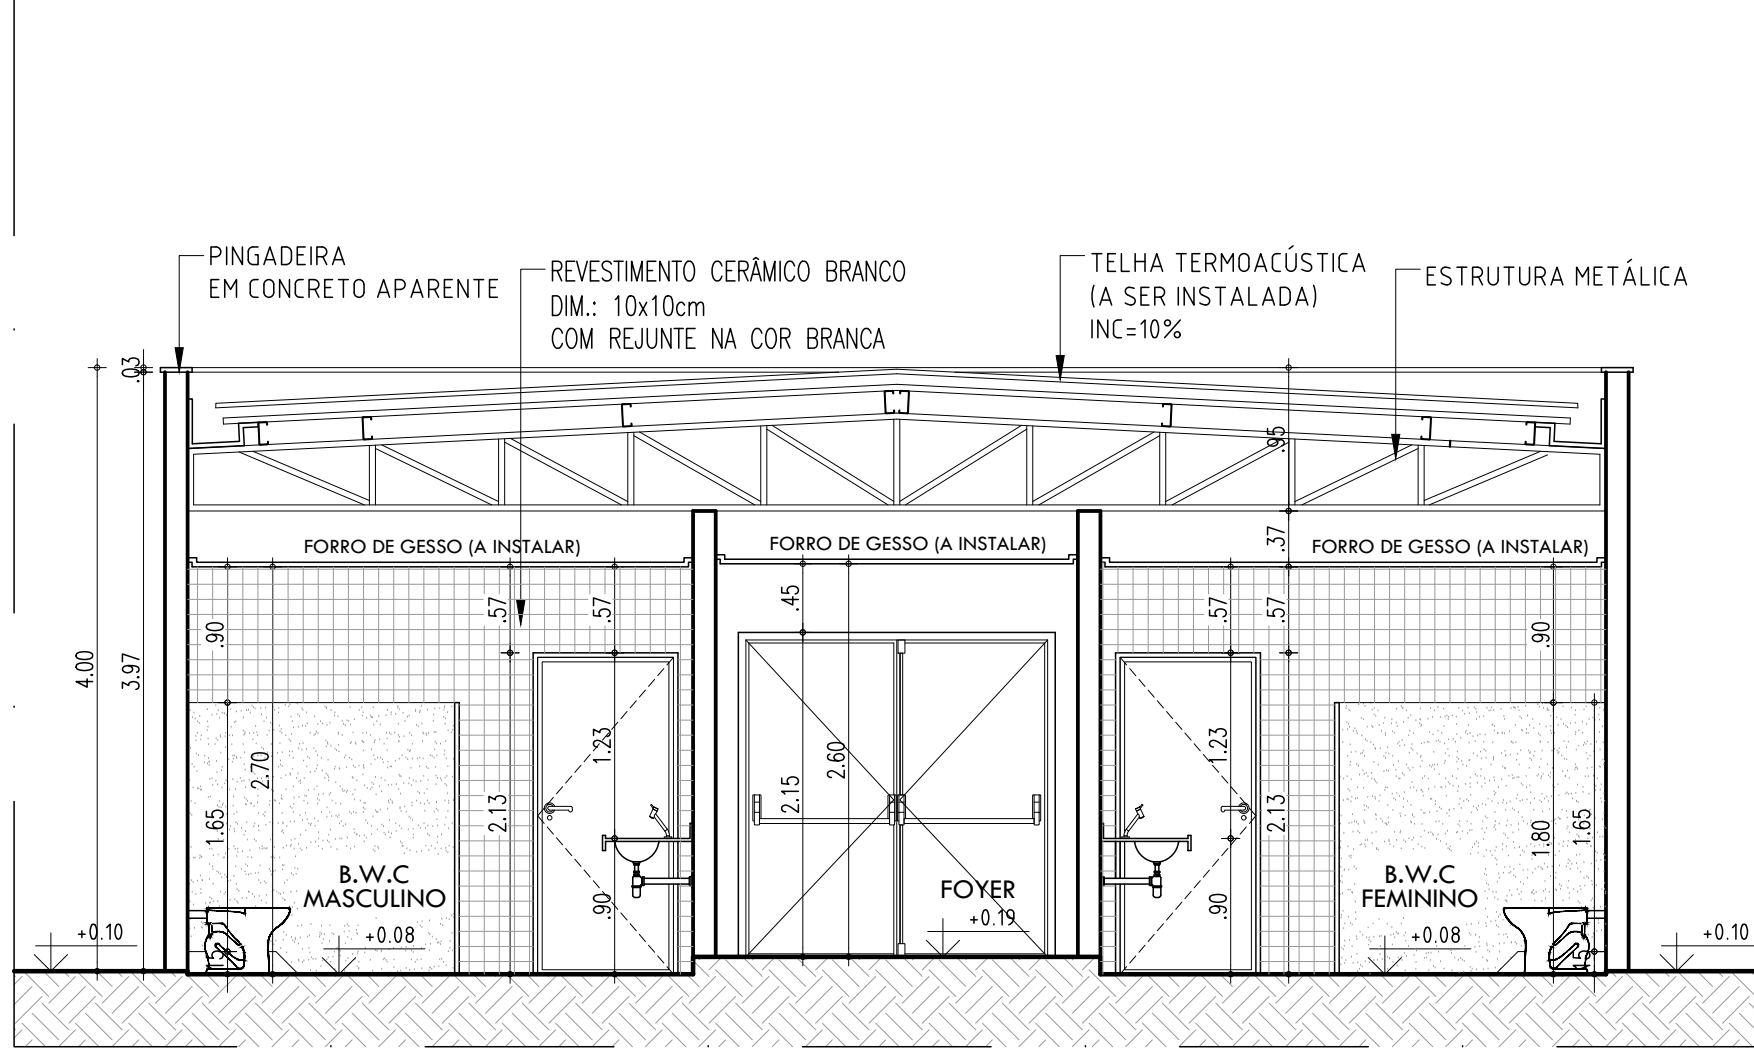 PINGADEIRA
EM CONCRETO APARENTE
REVESTIMENTO CERÂMICO BRANCO
DIM.: 10x10cm
COM REJUNTE NA COR BRANCA
TELHA TERMOACÚSTICA
(A SER INSTALADA)
INC=10%
ESTRUTURA METÁLICA
.03
4.00
3.97
.95
.37
FORRO DE GESSO (A INSTALAR)
FORRO DE GESSO (A INSTALAR)
FORRO DE GESSO (A INSTALAR)
.90
.57
.57
.45
.57
.57
.90
1.65
2.70
2.13
1.23
2.15
2.60
1.23
2.13
1.80
1.65
B.W.C
MASCULINO
.90
FOYER
.90
B.W.C
FEMININO
+0.10
+0.08
+0.19
+0.08
+0.10
.15